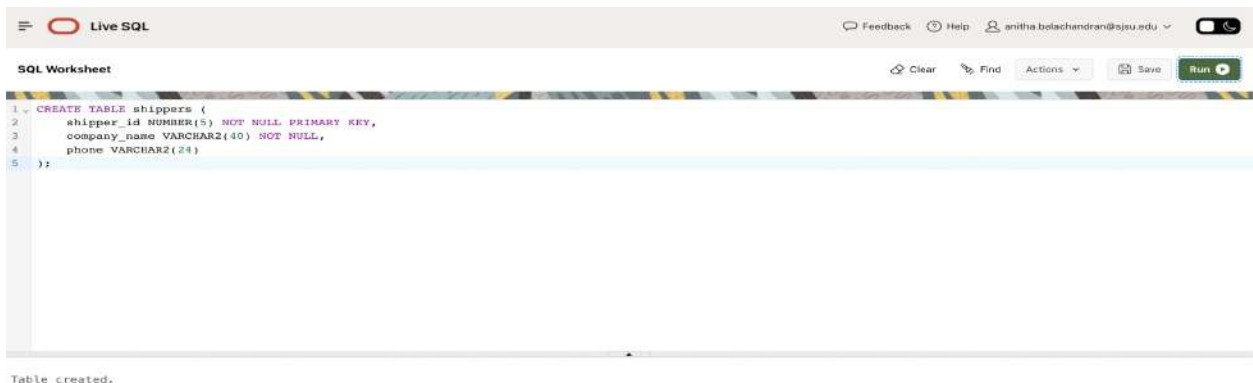 Live SQL
Feedback Help anitha.balachandran@sjsu.edu
SQL Worksheet
Clear Find Actions Save Run
1 CREATE TABLE shippers (
2 shipper_id NUMBER(5) NOT NULL PRIMARY KEY,
3 company_name VARCHAR2(40) NOT NULL,
4 phone VARCHAR2(24)
5 );
Table created.